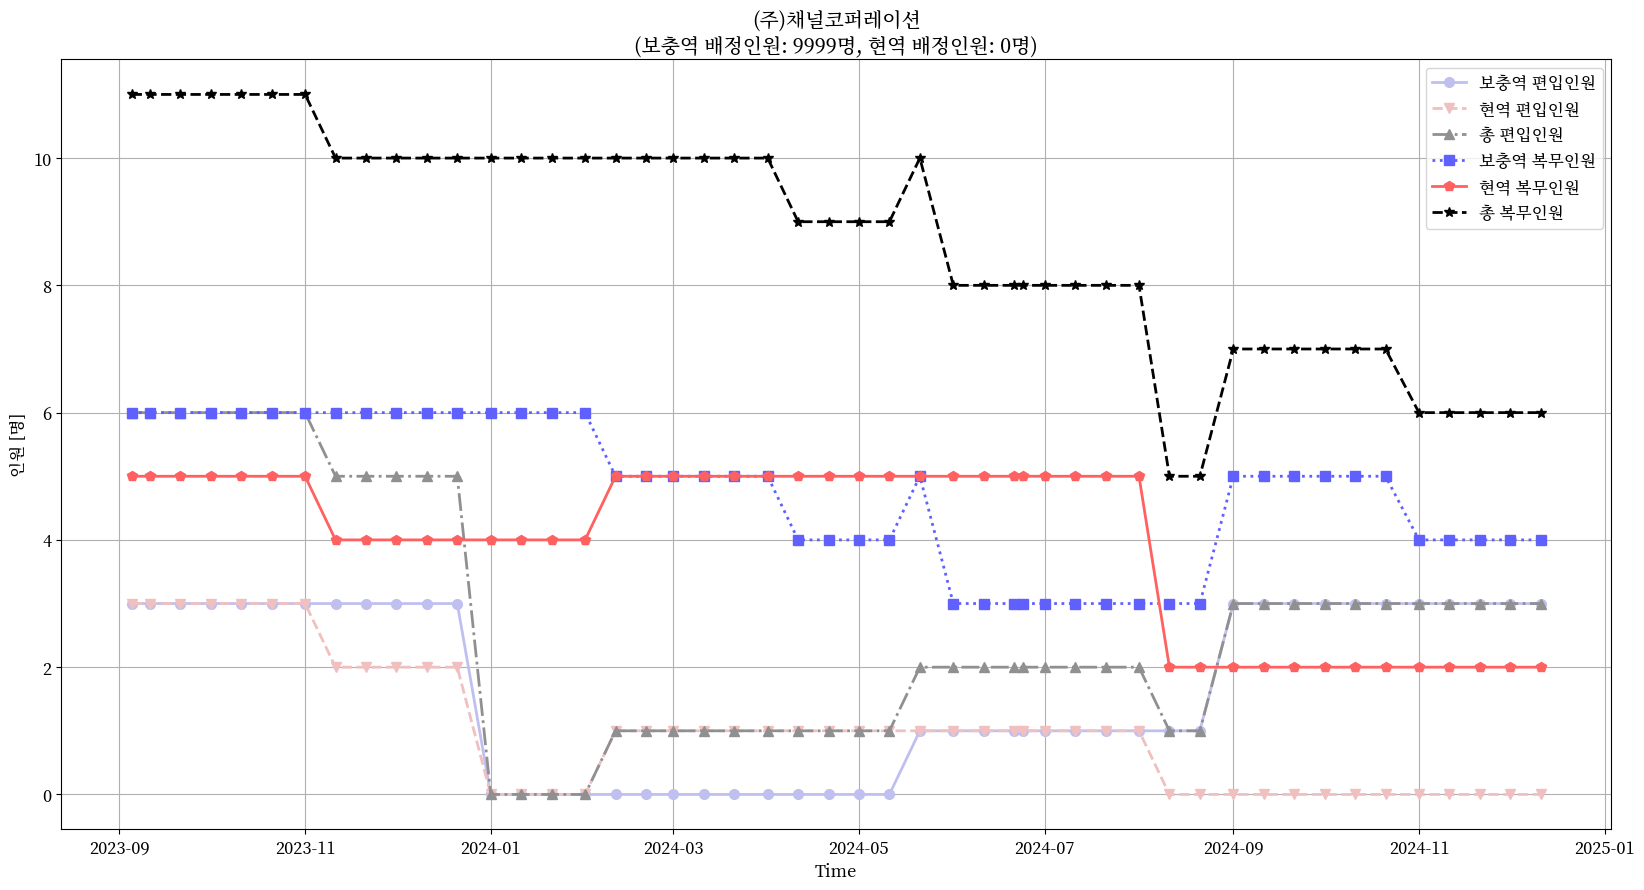 (주)채널코퍼레이션
(보충역 배정인원: 9999명, 현역 배정인원: 0명)
보충역 편입인원
현역 편입인원
총 편입인원
보충역 복무인원
현역 복무인원
총 복무인원
인원 [명]
10
8
6
4
2
0
2023-09
2023-11
2024-01
2024-03
2024-05
2024-07
2024-09
2024-11
2025-01
Time